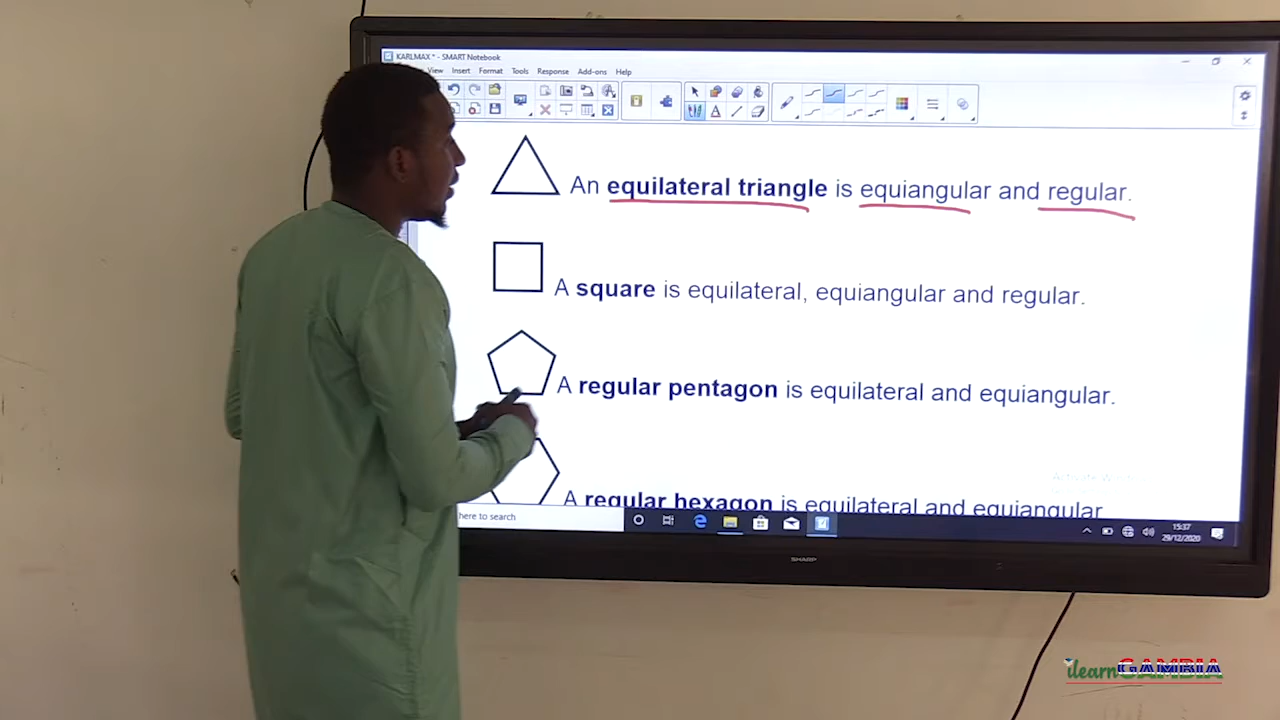 KARLMAX * - SMART Notebook
View Insert Format Tools Response Add-ons Help
An equilateral triangle is equiangular and regular.
A square is equilateral, equiangular and regular.
A regular pentagon is equilateral and equiangular.
A regular hexagon is equilateral and equiangular
here to search
15:37
29/12/2020
SHARP
ilearnGAMBIA